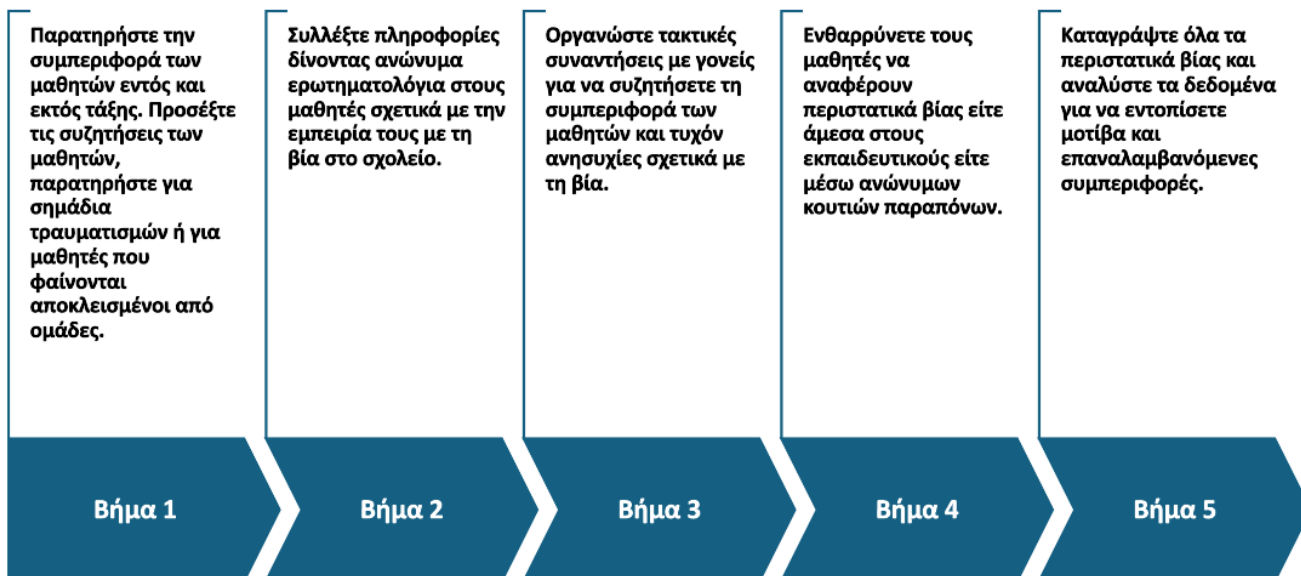 Παρατηρήστε την
συμπεριφορά των
μαθητών εντός και
εκτός τάξης. Προσέξτε
τις συζητήσεις των
μαθητών,
παρατηρήστε για
σημάδια
τραυματισμών ή για
μαθητές που
φαίνονται
αποκλεισμένοι από
ομάδες.
Συλλέξτε πληροφορίες
δίνοντας ανώνυμα
ερωτηματολόγια στους
μαθητές σχετικά με την
εμπειρία τους με τη
βία στο σχολείο.
Οργανώστε τακτικές
συναντήσεις με γονείς
για να συζητήσετε τη
συμπεριφορά των
μαθητών και τυχόν
ανησυχίες σχετικά με
τη βία.
Ενθαρρύνετε τους
μαθητές να
αναφέρουν
περιστατικά βίας είτε
άμεσα στους
εκπαιδευτικούς είτε
μέσω ανώνυμων
κουτιών παραπόνων.
Καταγράψτε όλα τα
περιστατικά βίας και
αναλύστε τα δεδομένα
για να εντοπίσετε
μοτίβα και
επαναλαμβανόμενες
συμπεριφορές.
Βήμα 1
Βήμα 2
Βήμα 3
Βήμα 4
Βήμα 5